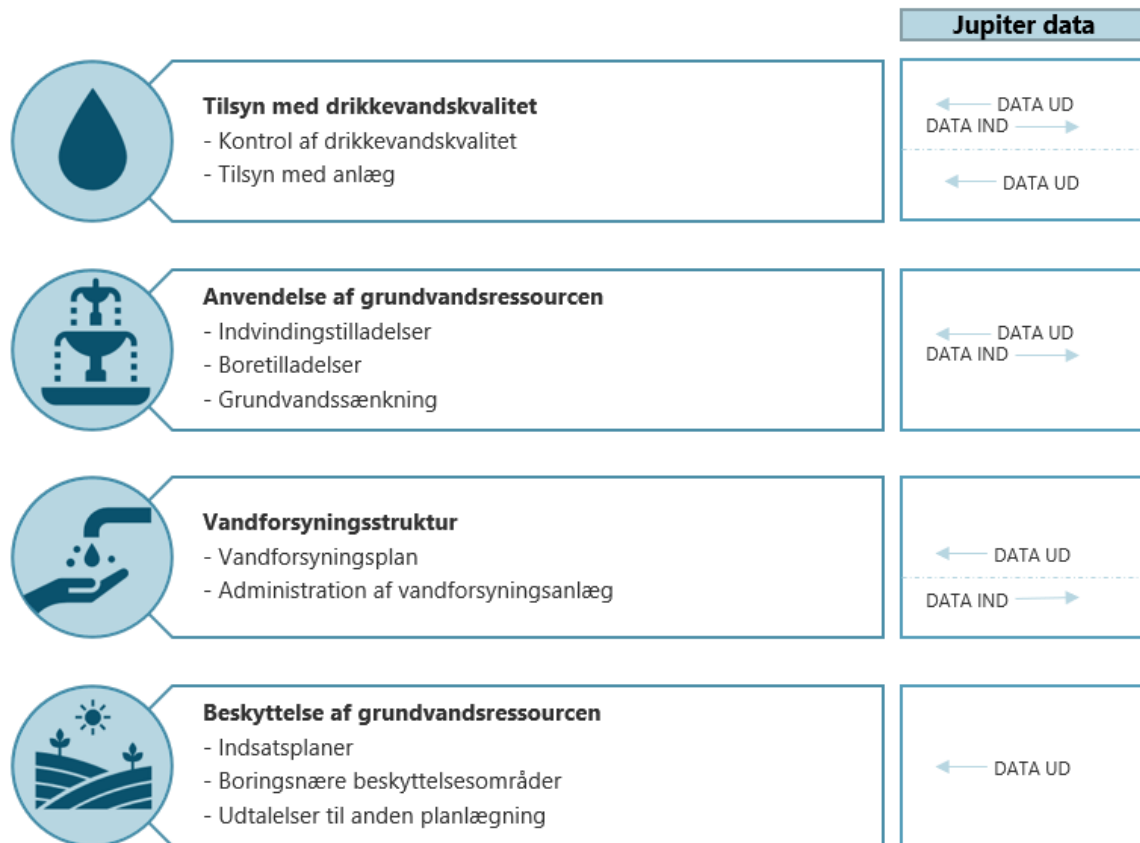 Jupiter data
Tilsyn med drikkevandskvalitet
- Kontrol af drikkevandskvalitet
- Tilsyn med anlæg
DATA UD
DATA IND
DATA UD
Anvendelse af grundvandsressourcen
- Indvindingstilladelser
- Boretilladelser
- Grundvandssænkning
DATA UD
DATA IND
Vandforsyningsstruktur
- Vandforsyningsplan
- Administration af vandforsyningsanlæg
DATA UD
DATA IND
Beskyttelse af grundvandsressourcen
- Indsatsplaner
- Boringsnære beskyttelsesområder
- Udtalelser til anden planlægning
DATA UD